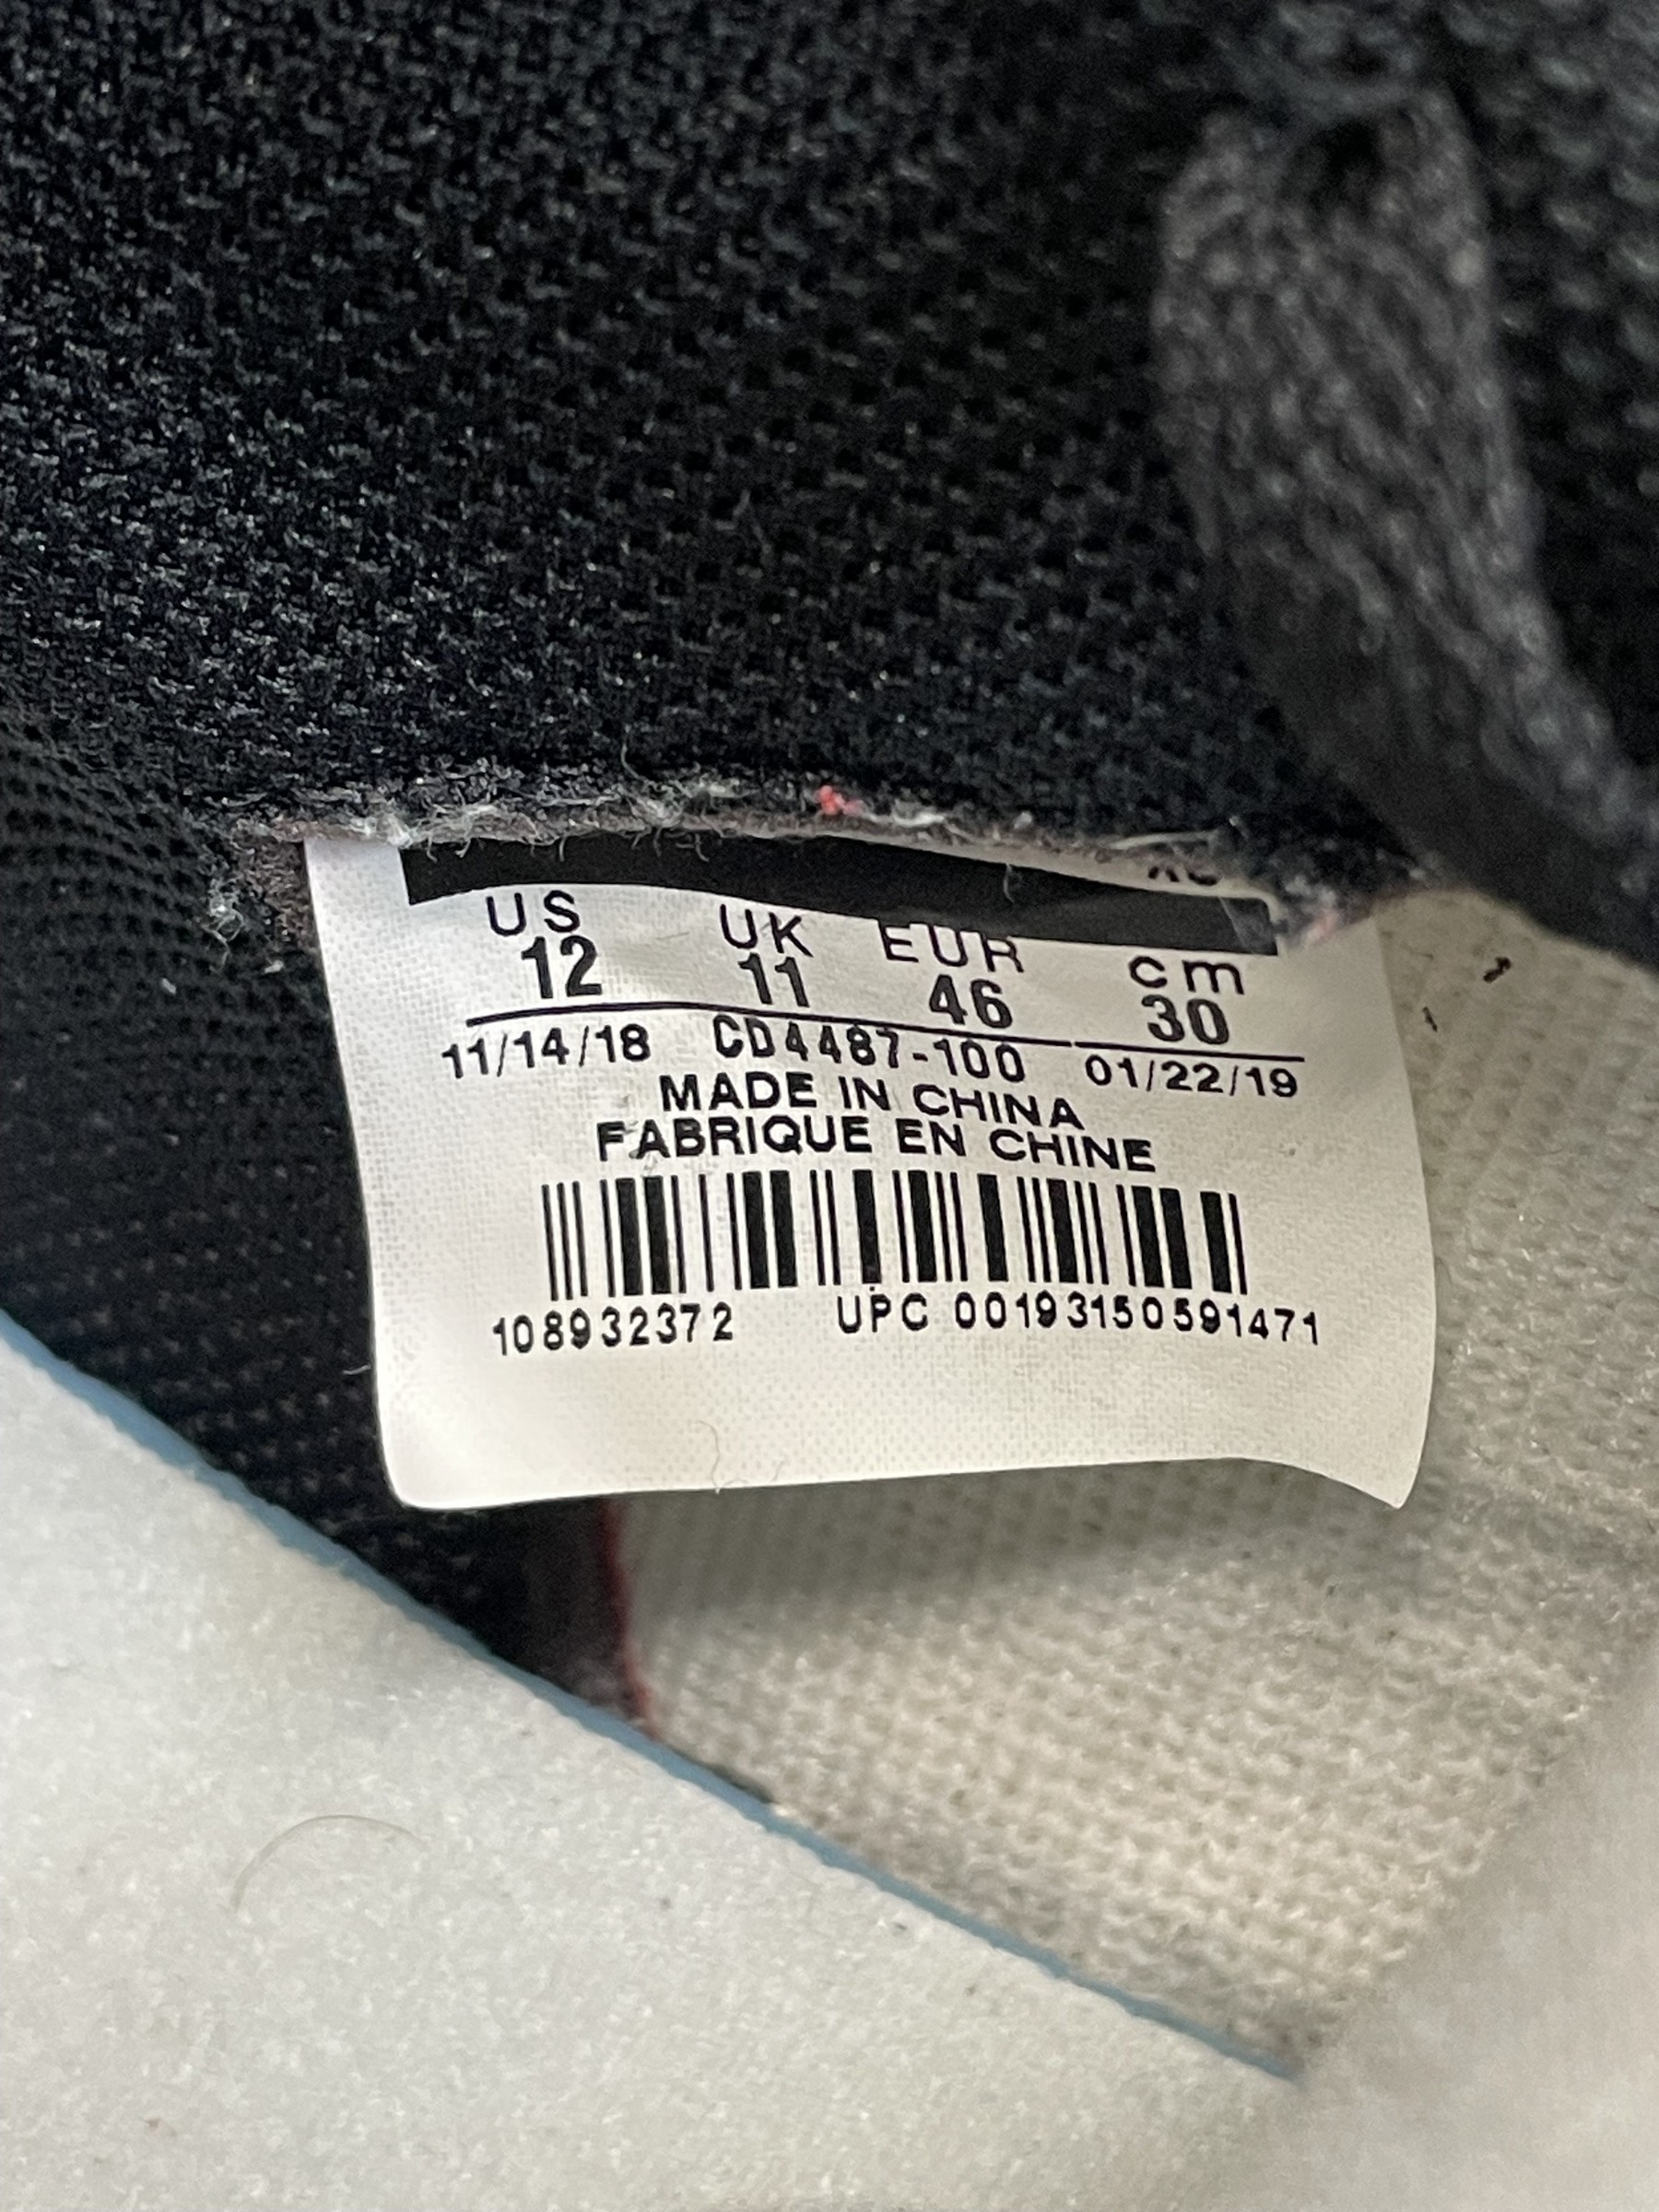 US UK EUR cm
12 11 46 30
11/14/18 CD4487-100 01/22/19
MADE IN CHINA
FABRIQUE EN CHINE
108932372 UPC 00193150591471